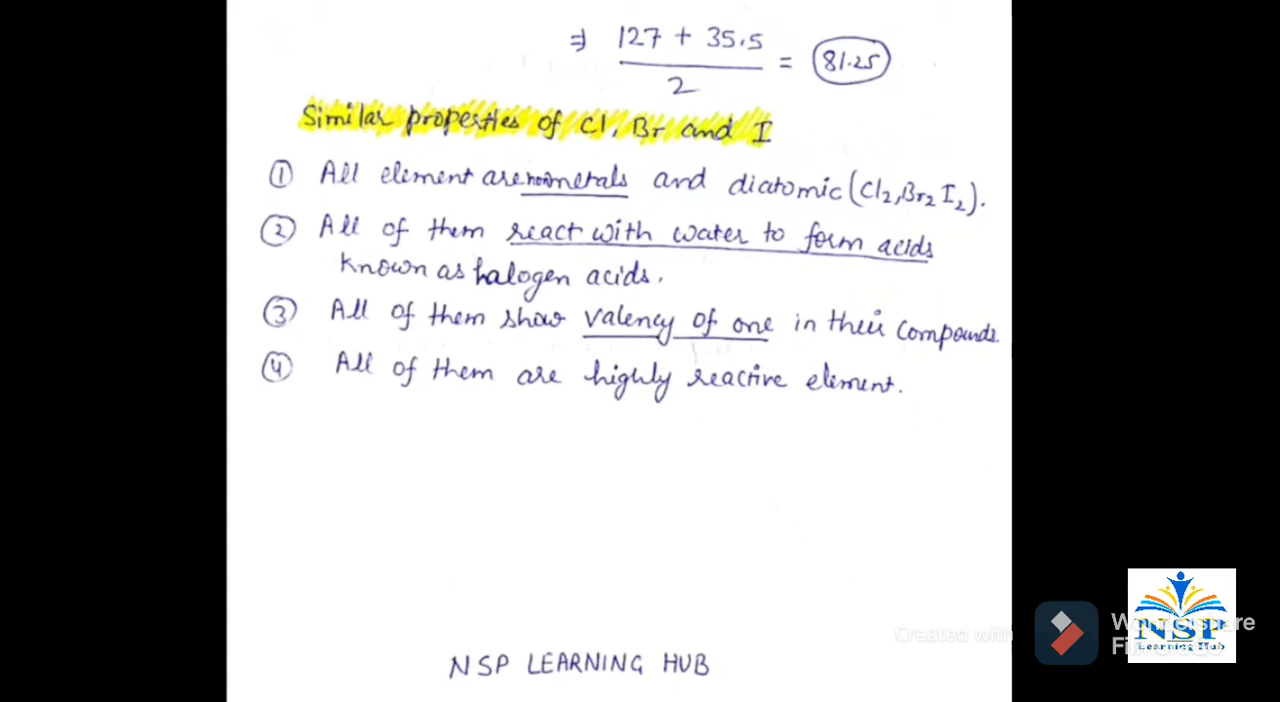 ⇒ 127 + 35.5 / 2 = 81.25
Similar properties of Cl, Br and I
① All element are nonmetals and diatomic (Cl₂, Br₂ I₂).
② All of them react with water to form acids
known as halogen acids.
③ All of them show valency of one in their compounds.
④ All of them are highly reactive element.
Created with
NSP
Learning Hub
NSP LEARNING HUB